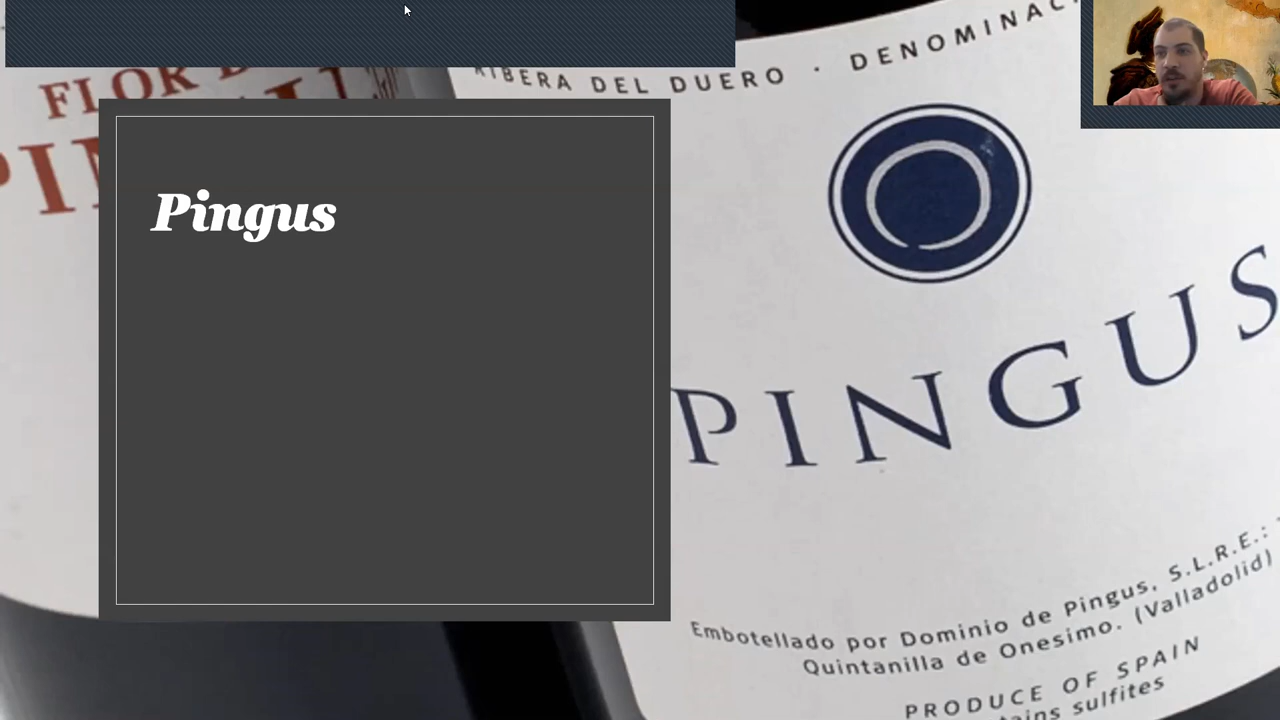 RIBERA DEL DUERO · 
FLOR
Pingus
PINGUS
Embotellado por Dominio de Pingus, S.L.R.E.:
Quintanilla de Onesimo. (Valladolid)
PRODUCE OF SPAIN
sulfites